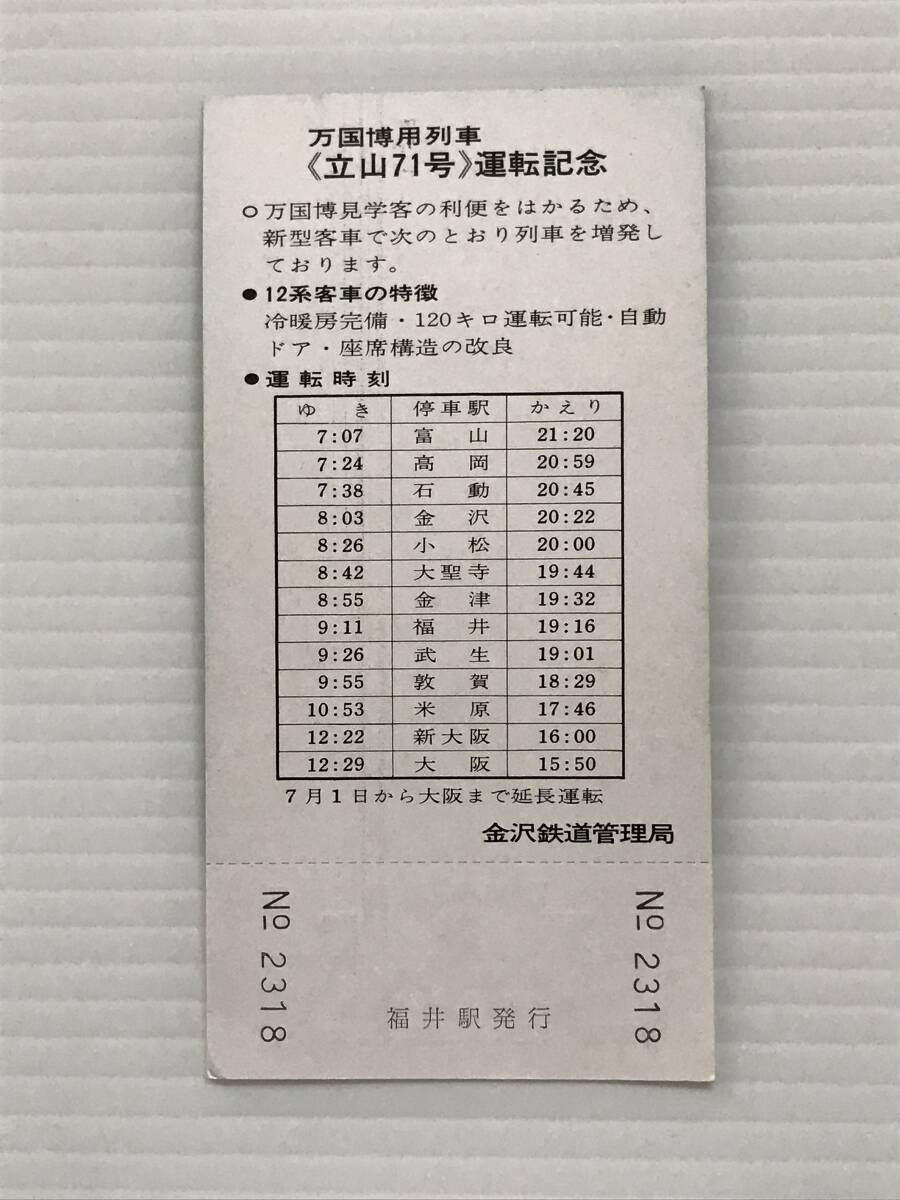 万国博用列車
《立山71号》運転記念
○万国博見学客の利便をはかるため、
新型客車で次のとおり列車を増発し
ております。
●12系客車の特徴
冷暖房完備・120キロ運転可能・自動
ドア・座席構造の改良
●運転時刻
ゆき 停車駅 かえり
7:07 富山 21:20
7:24 高岡 20:59
7:38 石動 20:45
8:03 金沢 20:22
8:26 小松 20:00
8:42 大聖寺 19:44
8:55 金津 19:32
9:11 福井 19:16
9:26 武生 19:01
9:55 敦賀 18:29
10:53 米原 17:46
12:22 新大阪 16:00
12:29 大阪 15:50
7月1日から大阪まで延長運転
金沢鉄道管理局
№ 2318
№ 2318
福井駅発行